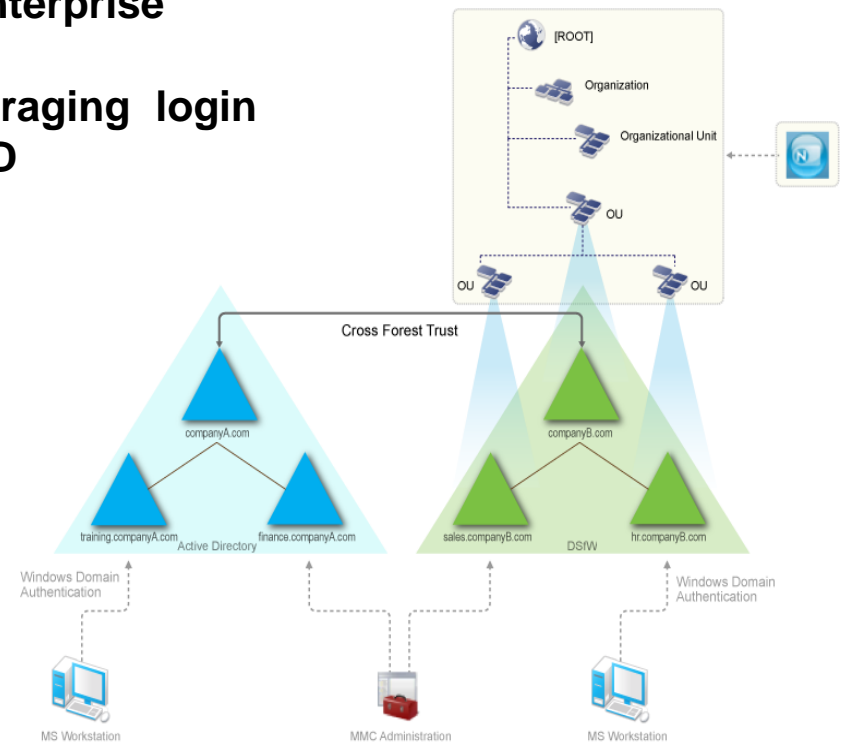 raging login
[ROOT]
Organization
Organizational Unit
OU
OU
OU
Cross Forest Trust
companyA.com
companyB.com
training.companyA.com
finance.companyA.com
Active Directory
sales.companyB.com
hr.companyB.com
DSfW
Windows Domain
Authentication
Windows Domain
Authentication
MS Workstation
MMC Administration
MS Workstation
N